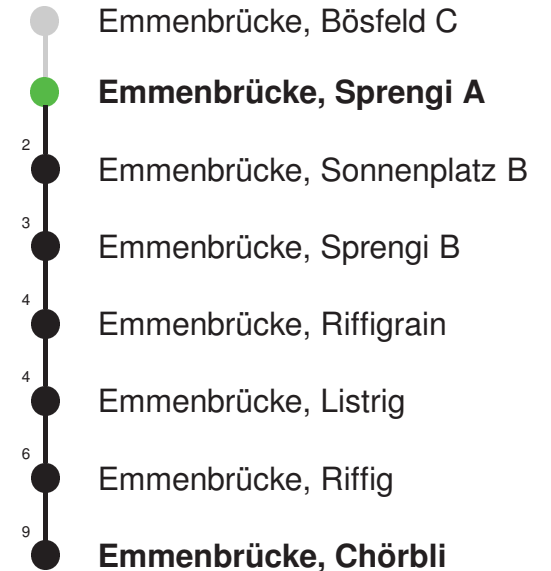 Emmenbrücke, Bösfeld C
Emmenbrücke, Sprengi A
2 Emmenbrücke, Sonnenplatz B
3 Emmenbrücke, Sprengi B
4 Emmenbrücke, Riffigrain
4 Emmenbrücke, Listrig
6 Emmenbrücke, Riffig
9 Emmenbrücke, Chörbli